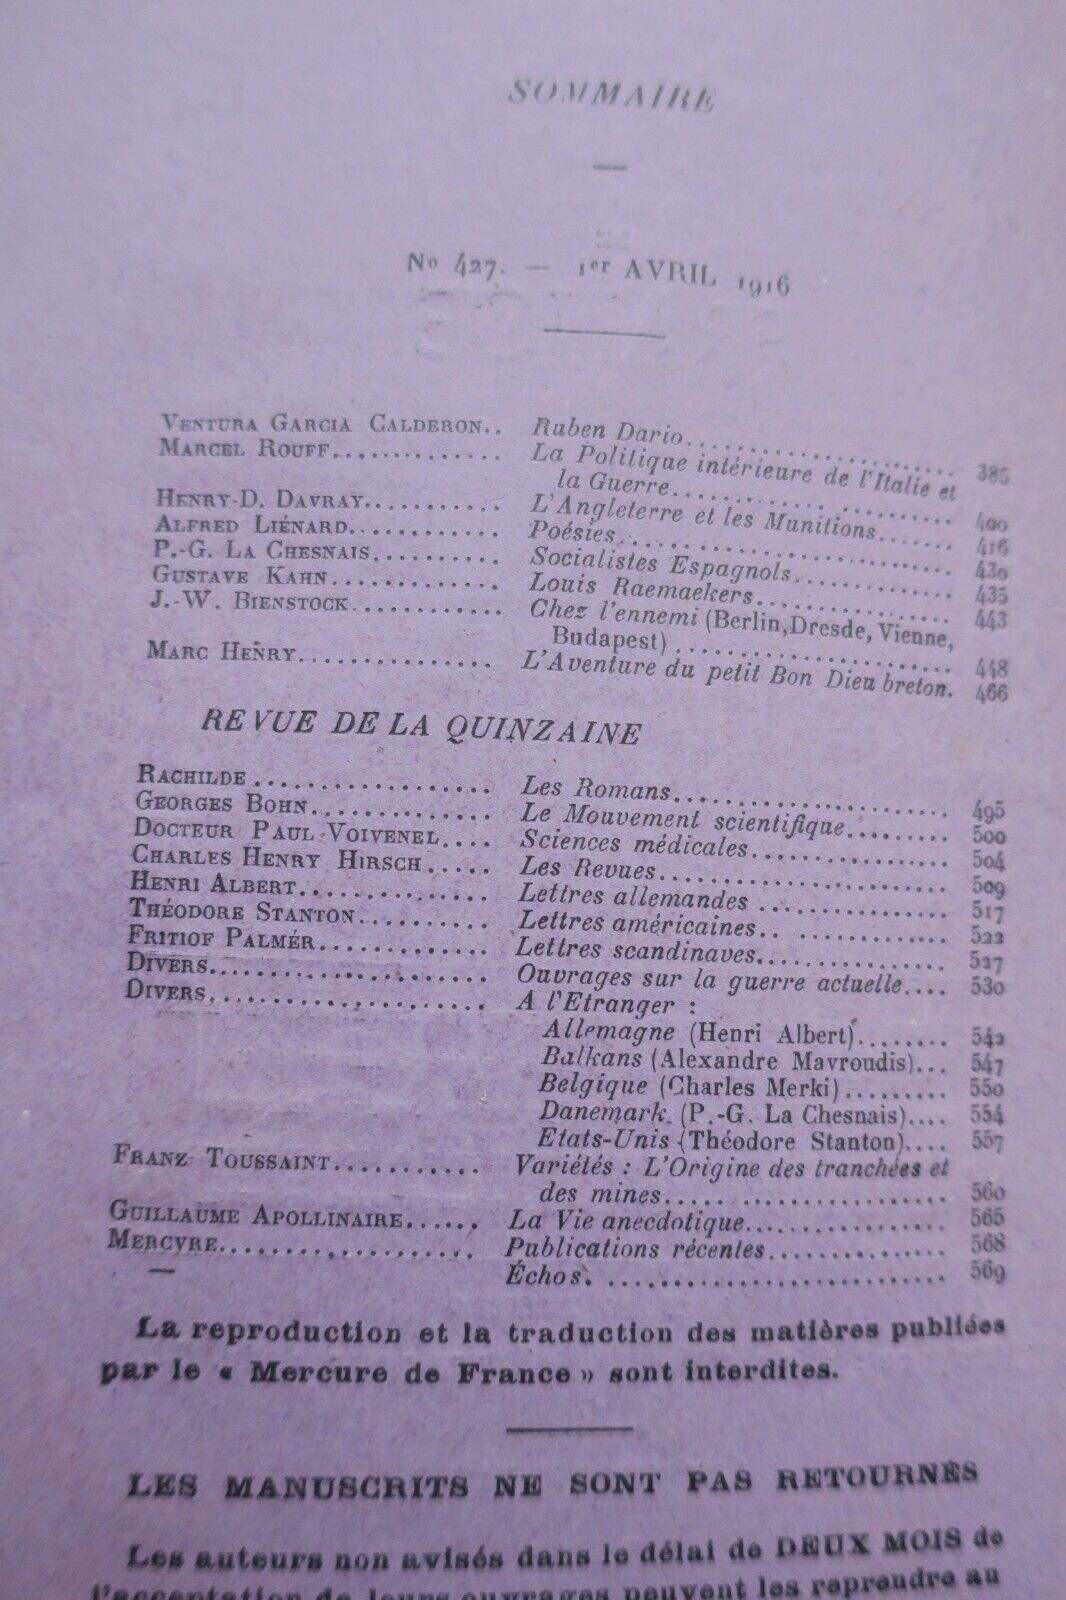 SOMMAIRE
No 427. — 1er AVRIL 1916
VENTURA GARCIA CALDERON.. Ruben Dario........................ 385
MARCEL ROUFF............. La Politique intérieure de l'Italie et
la Guerre........................ 400
HENRY-D. DAVRAY........... L'Angleterre et les Munitions....... 416
ALFRED LIÉNARD............ Poésies........................ 430
P.-G. LA CHESNAIS.......... Socialistes Espagnols............ 435
GUSTAVE KAHN............. Louis Raemaekers............... 443
J.-W. BIENSTOCK............ Chez l'ennemi (Berlin, Dresde, Vienne,
Budapest)........................ 448
MARC HENRY............... L'Aventure du petit Bon Dieu breton. 466
REVUE DE LA QUINZAINE
RACHILDE.................. Les Romans........................ 495
GEORGES BOHN.............. Le Mouvement scientifique......... 500
DOCTEUR PAUL VOIVENEL.... Sciences médicales................. 504
CHARLES HENRY HIRSCH..... Les Revues........................ 509
HENRI ALBERT.............. Lettres allemandes ................ 517
THÉODORE STANTON.......... Lettres américaines.. ............. 522
FRITIOF PALMÉR............. Lettres scandinaves................ 527
DIVERS.................... Ouvrages sur la guerre actuelle.... 530
DIVERS.................... A l'Etranger :
Allemagne (Henri Albert)........ 542
Balkans (Alexandre Mavroudis)... 547
Belgique (Charles Merki)......... 550
Danemark. (P.-G. La Chesnais).... 554
Etats-Unis (Théodore Stanton).... 557
FRANZ TOUSSAINT........... Variétés : L'Origine des tranchées et
des mines........................ 560
GUILLAUME APOLLINAIRE...... La Vie anecdotique................. 565
MERCVRE................... Publications récentes.............. 568
— Échos. ........................ 569
La reproduction et la traduction des matières publiées
par le « Mercure de France » sont interdites.
LES MANUSCRITS NE SONT PAS RETOURNÉS
Les auteurs non avisés dans le délai de DEUX MOIS de
l'acceptation de leurs ouvrages peuvent les reprendre au